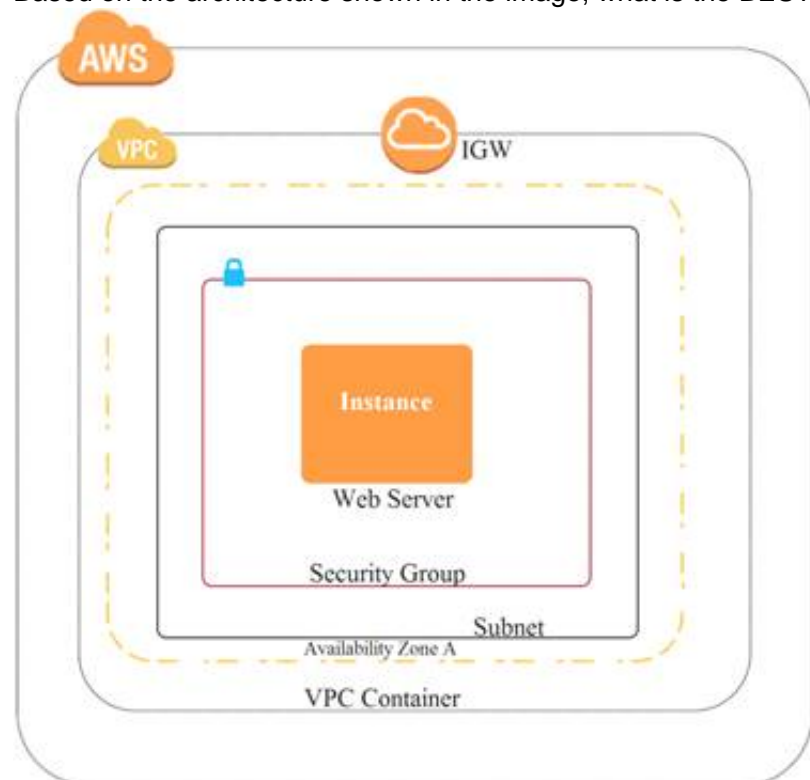 Based on the architecture shown in the image, what is the BEST
AWS
VPC
IGW
Instance
Web Server
Security Group
Subnet
Availability Zone A
VPC Container